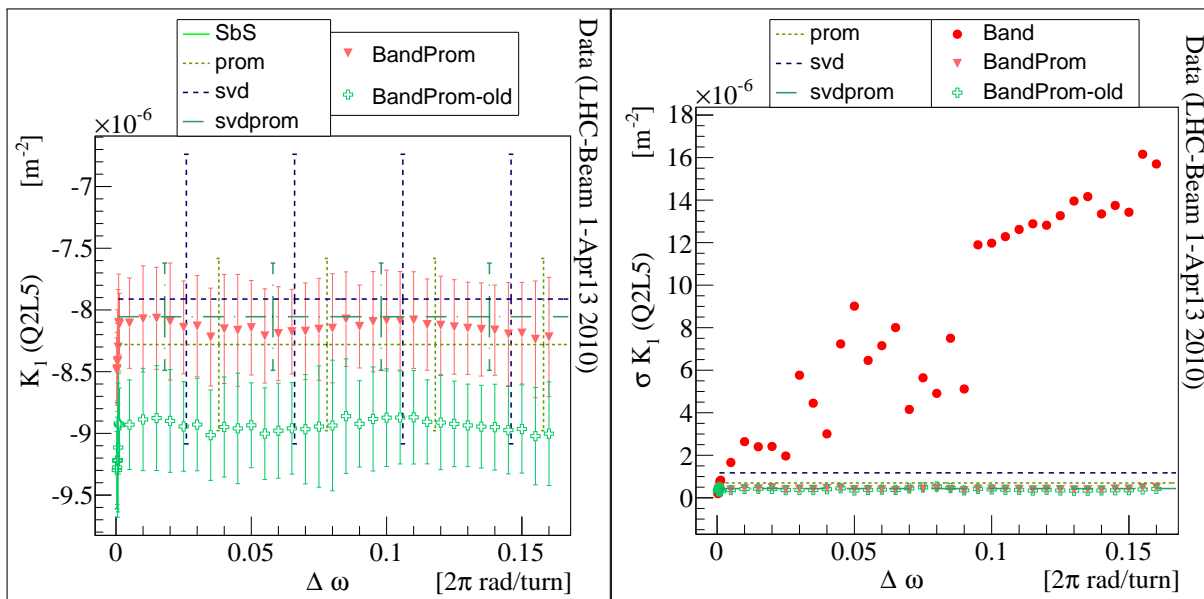 SbS
prom
svd
svdprom
BandProm
BandProm-old
Data (LHC-Beam 1-Apr13 2010)
×10^-6
K_1 (Q2L5) [m^-2]
-7
-7.5
-8
-8.5
-9
-9.5
0 0.05 0.1 0.15
Δ ω [2π rad/turn]
prom
svd
svdprom
Band
BandProm
BandProm-old
Data (LHC-Beam 1-Apr13 2010)
×10^-6
σ K_1 (Q2L5) [m^-2]
18
16
14
12
10
8
6
4
2
0
0 0.05 0.1 0.15
Δ ω [2π rad/turn]